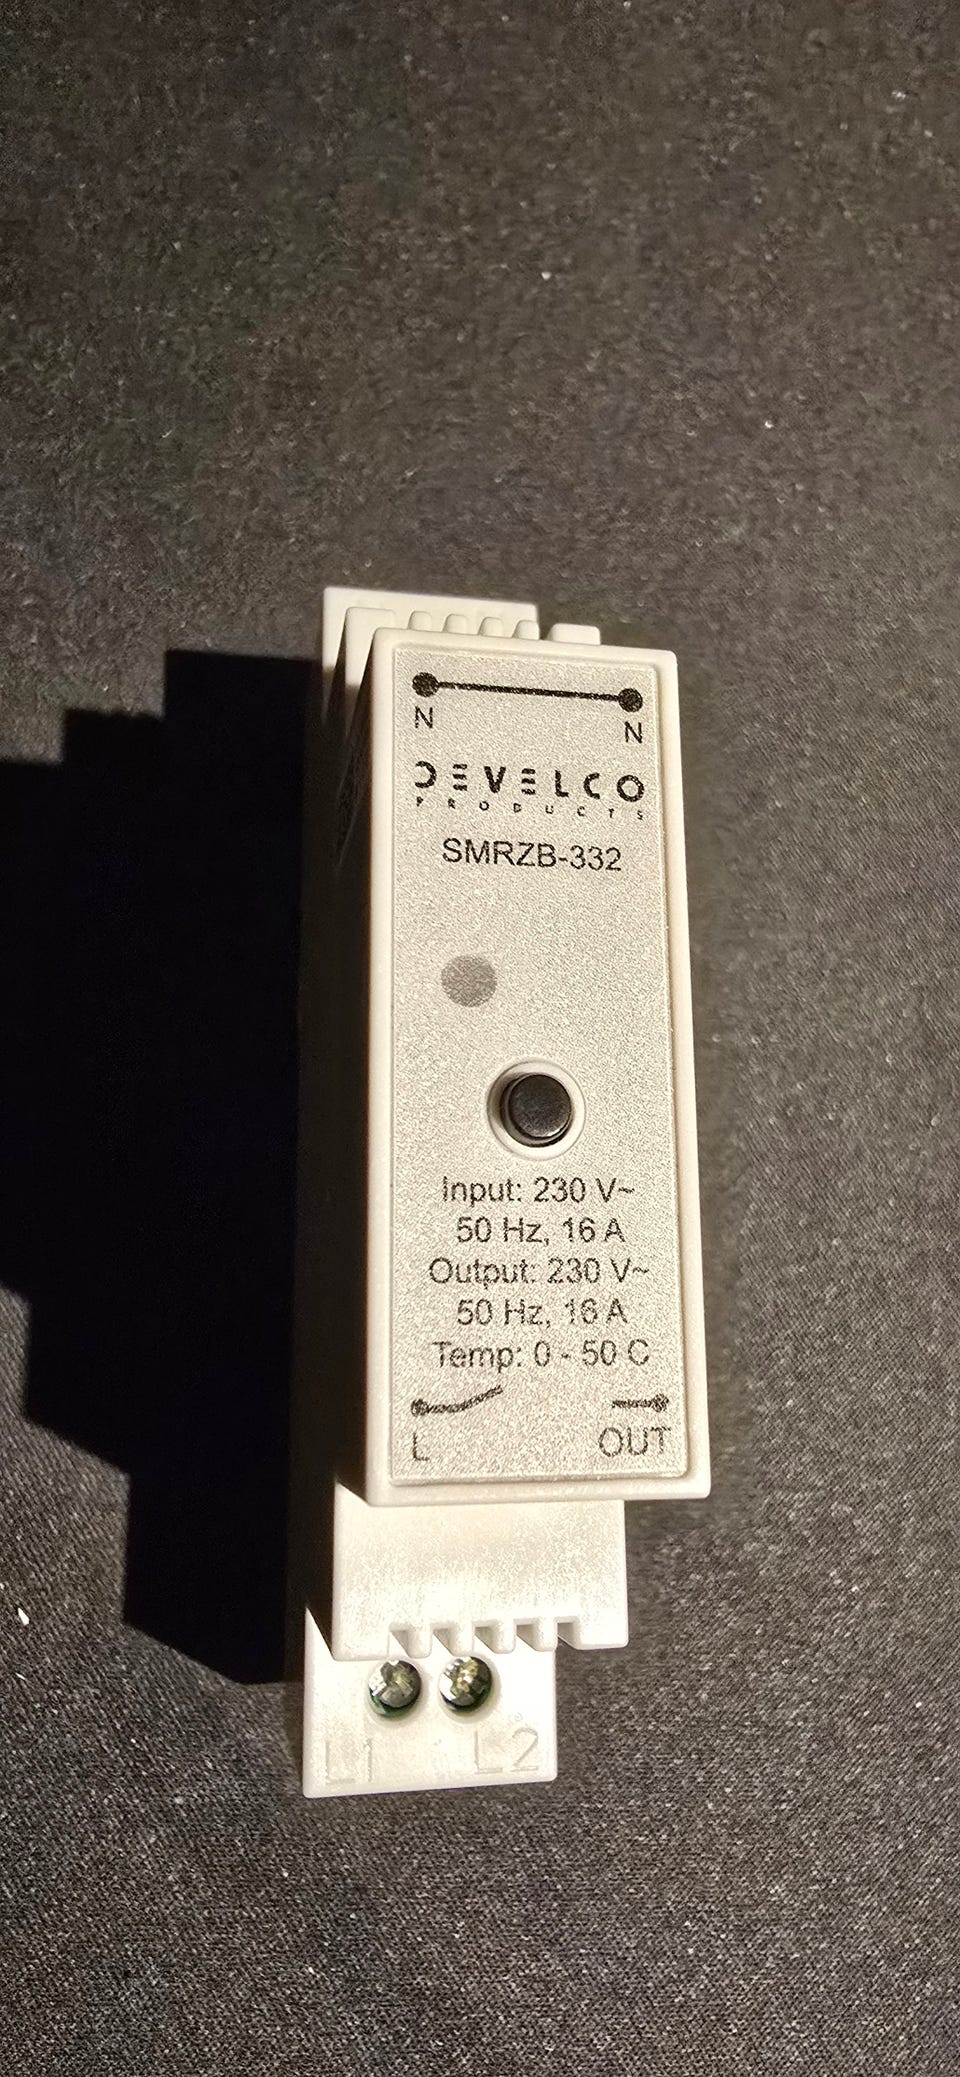 N N
DEVELCO
PRODUCTS
SMRZB-332
Input: 230 V~
50 Hz, 16 A
Output: 230 V~
50 Hz, 16 A
Temp: 0 - 50 C
L OUT
L1 L2